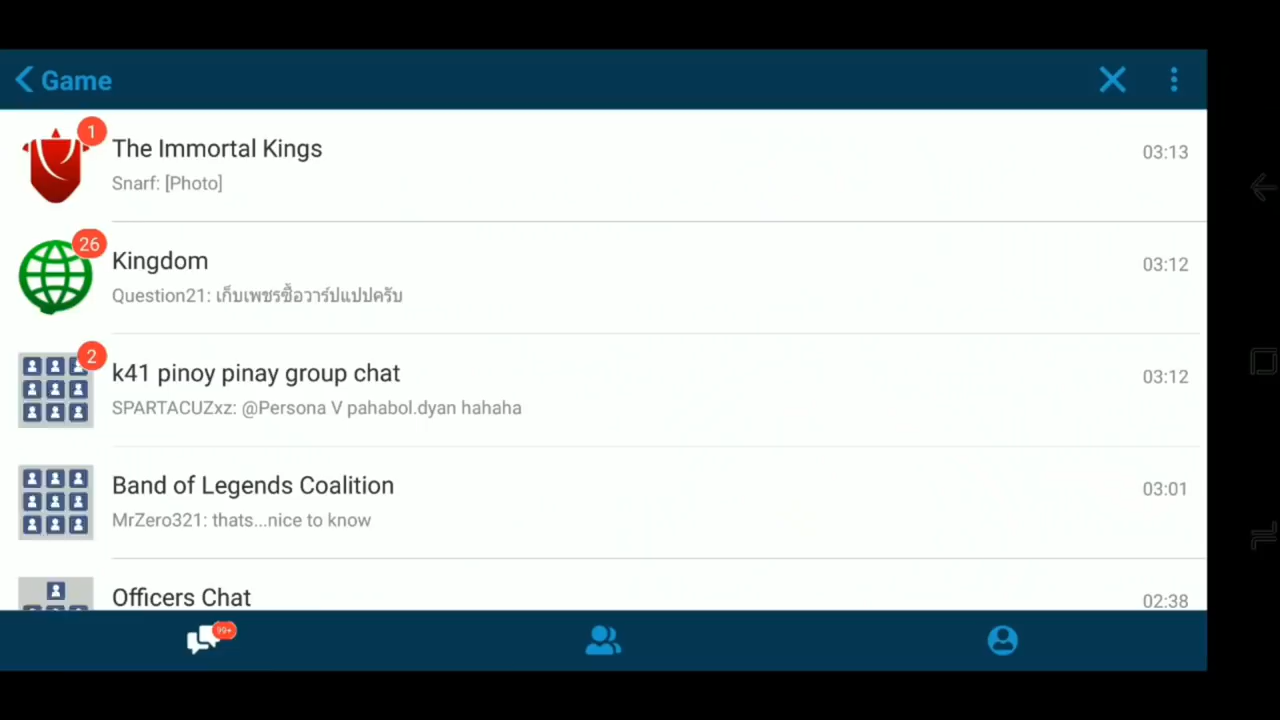 Game
1
The Immortal Kings
03:13
Snarf: [Photo]
26
Kingdom
03:12
Question21: เก็บเพชรซื้อวาร์ปแปปครับ
2
k41 pinoy pinay group chat
03:12
SPARTACUZxz: @Persona V pahabol.dyan hahaha
Band of Legends Coalition
03:01
MrZero321: thats...nice to know
Officers Chat
02:38
99+